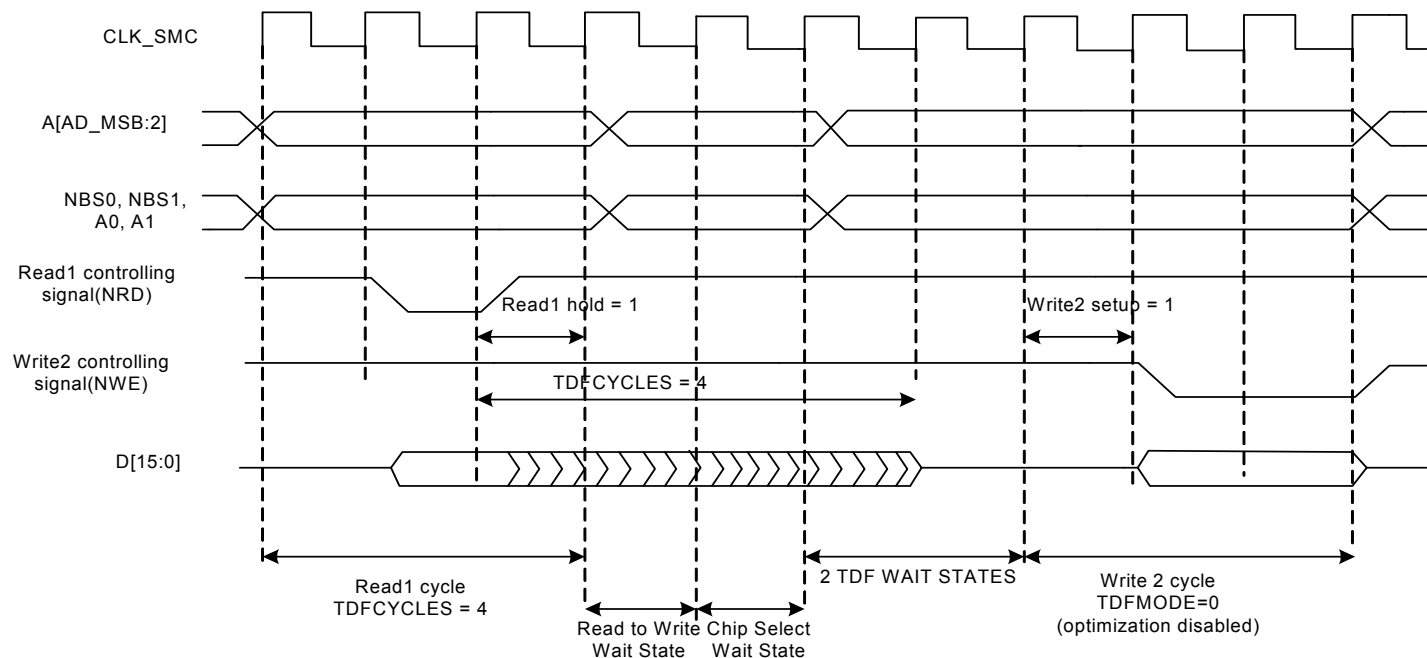 CLK_SMC
A[AD_MSB:2]
NBS0, NBS1,
A0, A1
Read1 controlling
signal(NRD)
Read1 hold = 1
Write2 setup = 1
Write2 controlling
signal(NWE)
TDFCYCLES = 4
D[15:0]
Read1 cycle
TDFCYCLES = 4
Read to Write
Wait State
Chip Select
Wait State
2 TDF WAIT STATES
Write 2 cycle
TDFMODE=0
(optimization disabled)